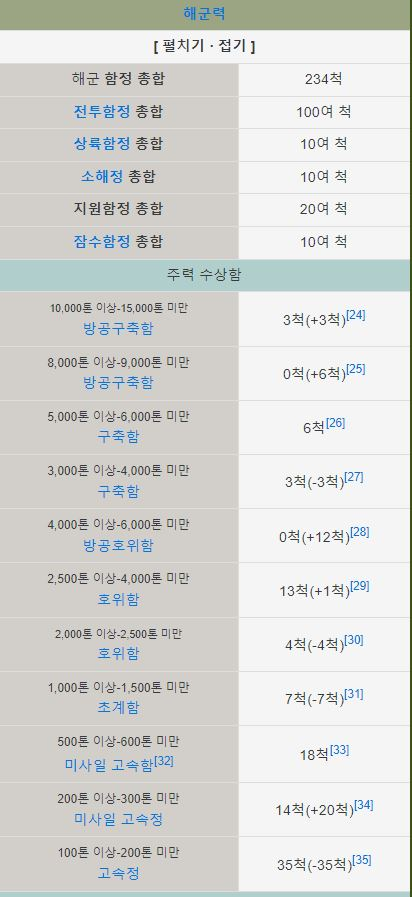 해군력
[ 펼치기 · 접기 ]
해군 함정 총합 234척
전투함정 총합 100여 척
상륙함정 총합 10여 척
소해정 총합 10여 척
지원함정 총합 20여 척
잠수함정 총합 10여 척
주력 수상함
10,000톤 이상-15,000톤 미만
방공구축함 3척(+3척)[24]
8,000톤 이상-9,000톤 미만
방공구축함 0척(+6척)[25]
5,000톤 이상-6,000톤 미만
구축함 6척[26]
3,000톤 이상-4,000톤 미만
구축함 3척(-3척)[27]
4,000톤 이상-6,000톤 미만
방공호위함 0척(+12척)[28]
2,500톤 이상-4,000톤 미만
호위함 13척(+1척)[29]
2,000톤 이상-2,500톤 미만
호위함 4척(-4척)[30]
1,000톤 이상-1,500톤 미만
초계함 7척(-7척)[31]
500톤 이상-600톤 미만
미사일 고속함[32] 18척[33]
200톤 이상-300톤 미만
미사일 고속정 14척(+20척)[34]
100톤 이상-200톤 미만
고속정 35척(-35척)[35]